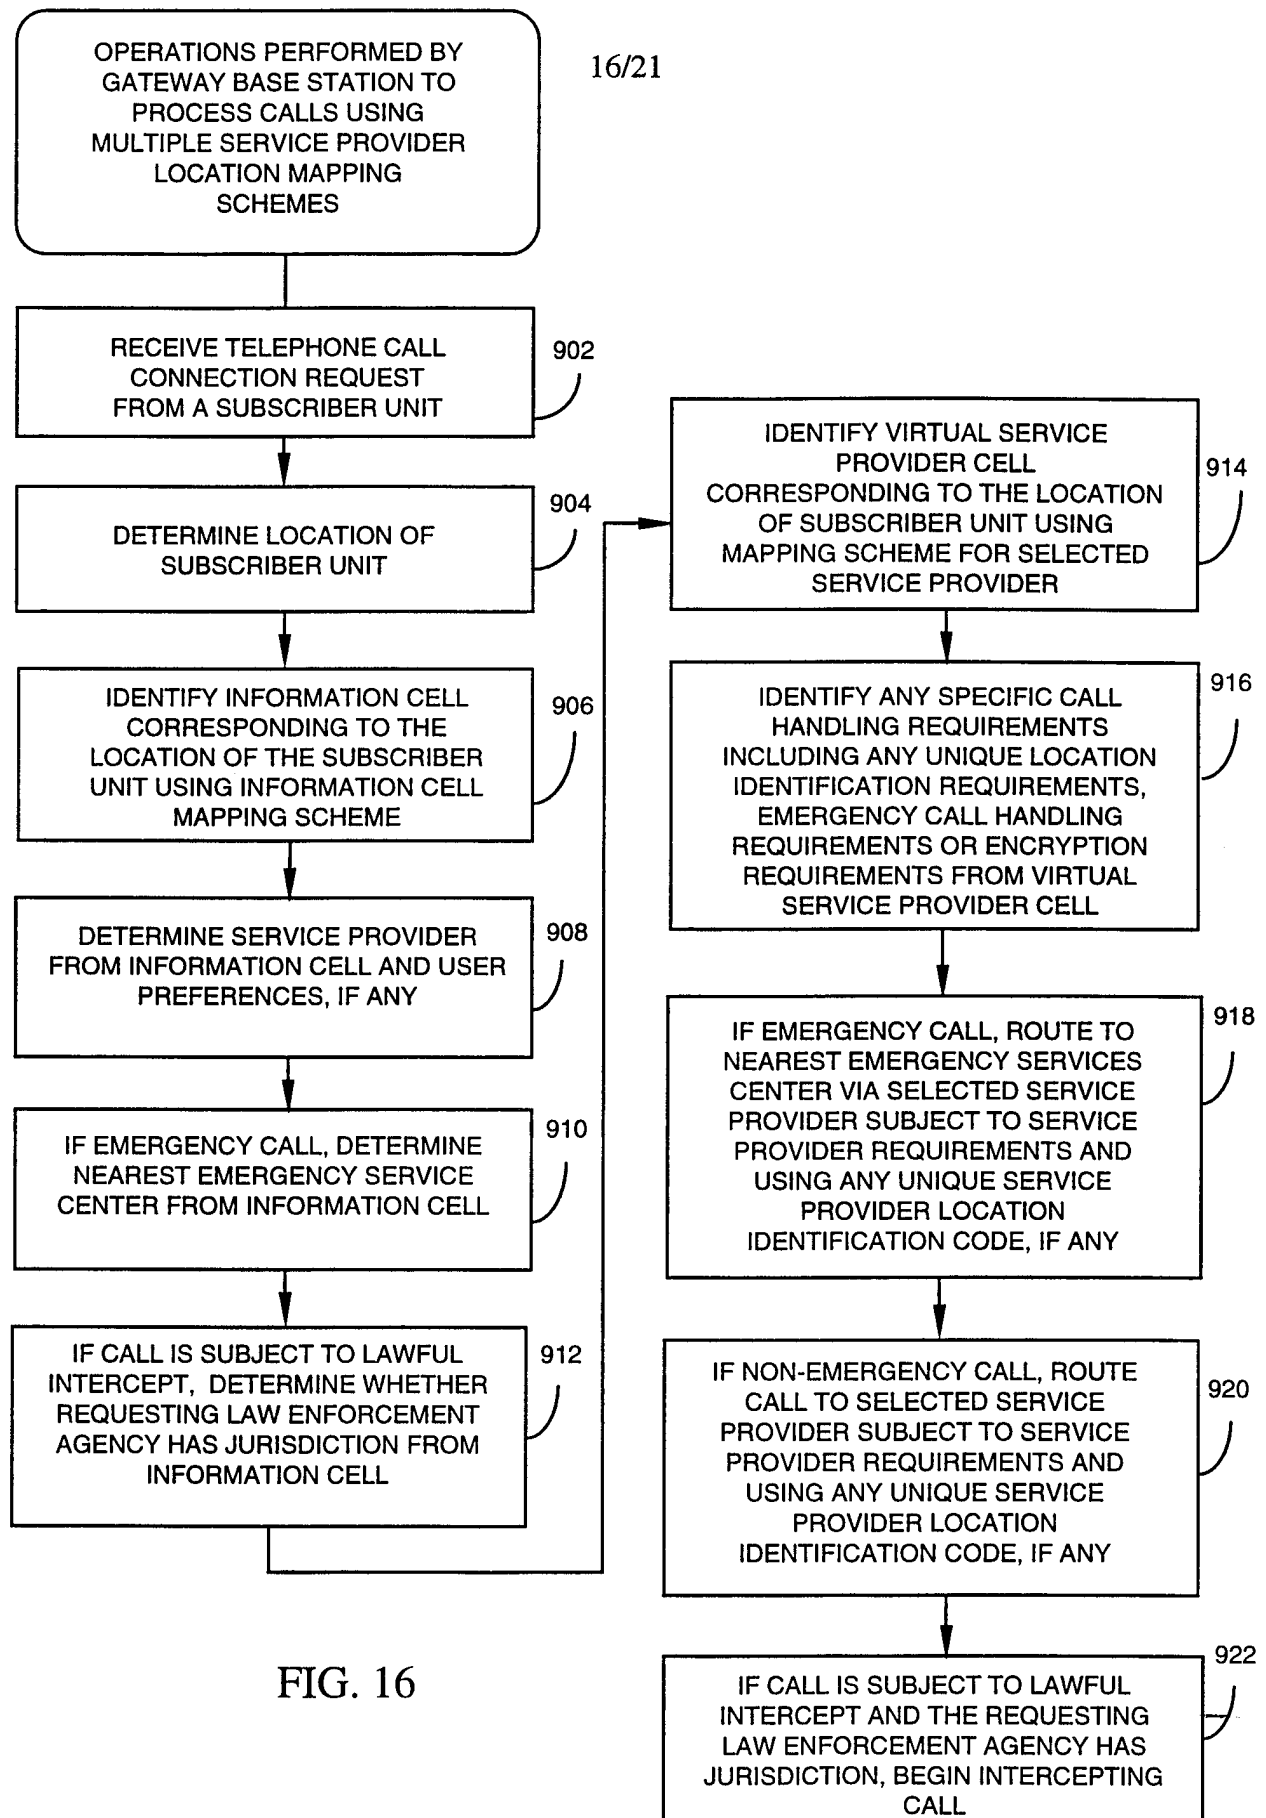 OPERATIONS PERFORMED BY
GATEWAY BASE STATION TO
PROCESS CALLS USING
MULTIPLE SERVICE PROVIDER
LOCATION MAPPING
SCHEMES
16/21
RECEIVE TELEPHONE CALL
CONNECTION REQUEST
FROM A SUBSCRIBER UNIT
902
DETERMINE LOCATION OF
SUBSCRIBER UNIT
904
IDENTIFY INFORMATION CELL
CORRESPONDING TO THE
LOCATION OF THE SUBSCRIBER
UNIT USING INFORMATION CELL
MAPPING SCHEME
906
DETERMINE SERVICE PROVIDER
FROM INFORMATION CELL AND USER
PREFERENCES, IF ANY
908
IF EMERGENCY CALL, DETERMINE
NEAREST EMERGENCY SERVICE
CENTER FROM INFORMATION CELL
910
IF CALL IS SUBJECT TO LAWFUL
INTERCEPT, DETERMINE WHETHER
REQUESTING LAW ENFORCEMENT
AGENCY HAS JURISDICTION FROM
INFORMATION CELL
912
IDENTIFY VIRTUAL SERVICE
PROVIDER CELL
CORRESPONDING TO THE LOCATION
OF SUBSCRIBER UNIT USING
MAPPING SCHEME FOR SELECTED
SERVICE PROVIDER
914
IDENTIFY ANY SPECIFIC CALL
HANDLING REQUIREMENTS
INCLUDING ANY UNIQUE LOCATION
IDENTIFICATION REQUIREMENTS,
EMERGENCY CALL HANDLING
REQUIREMENTS OR ENCRYPTION
REQUIREMENTS FROM VIRTUAL
SERVICE PROVIDER CELL
916
IF EMERGENCY CALL, ROUTE TO
NEAREST EMERGENCY SERVICES
CENTER VIA SELECTED SERVICE
PROVIDER SUBJECT TO SERVICE
PROVIDER REQUIREMENTS AND
USING ANY UNIQUE SERVICE
PROVIDER LOCATION
IDENTIFICATION CODE, IF ANY
918
IF NON-EMERGENCY CALL, ROUTE
CALL TO SELECTED SERVICE
PROVIDER SUBJECT TO SERVICE
PROVIDER REQUIREMENTS AND
USING ANY UNIQUE SERVICE
PROVIDER LOCATION
IDENTIFICATION CODE, IF ANY
920
IF CALL IS SUBJECT TO LAWFUL
INTERCEPT AND THE REQUESTING
LAW ENFORCEMENT AGENCY HAS
JURISDICTION, BEGIN INTERCEPTING
CALL
922
FIG. 16